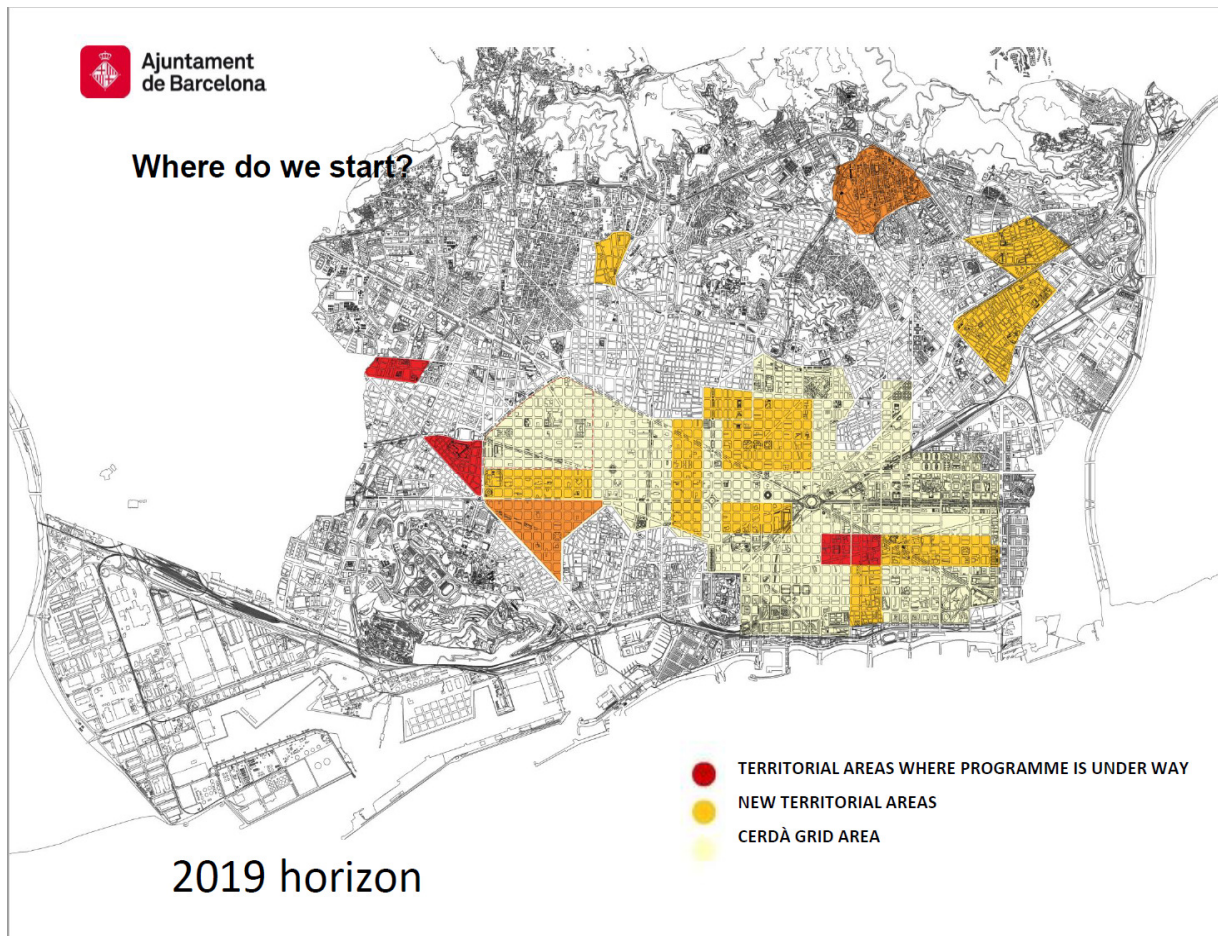 Ajuntament
de Barcelona
Where do we start?
TERRITORIAL AREAS WHERE PROGRAMME IS UNDER WAY
NEW TERRITORIAL AREAS
CERDÀ GRID AREA
2019 horizon